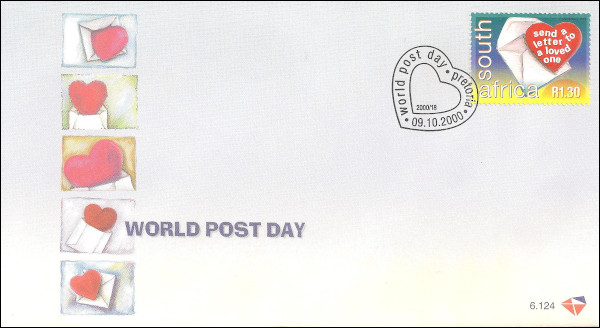 send a
letter to
a loved
one
south
africa R1.30
world post day • pretoria •
2000/18
09.10.2000
WORLD POST DAY
6.124